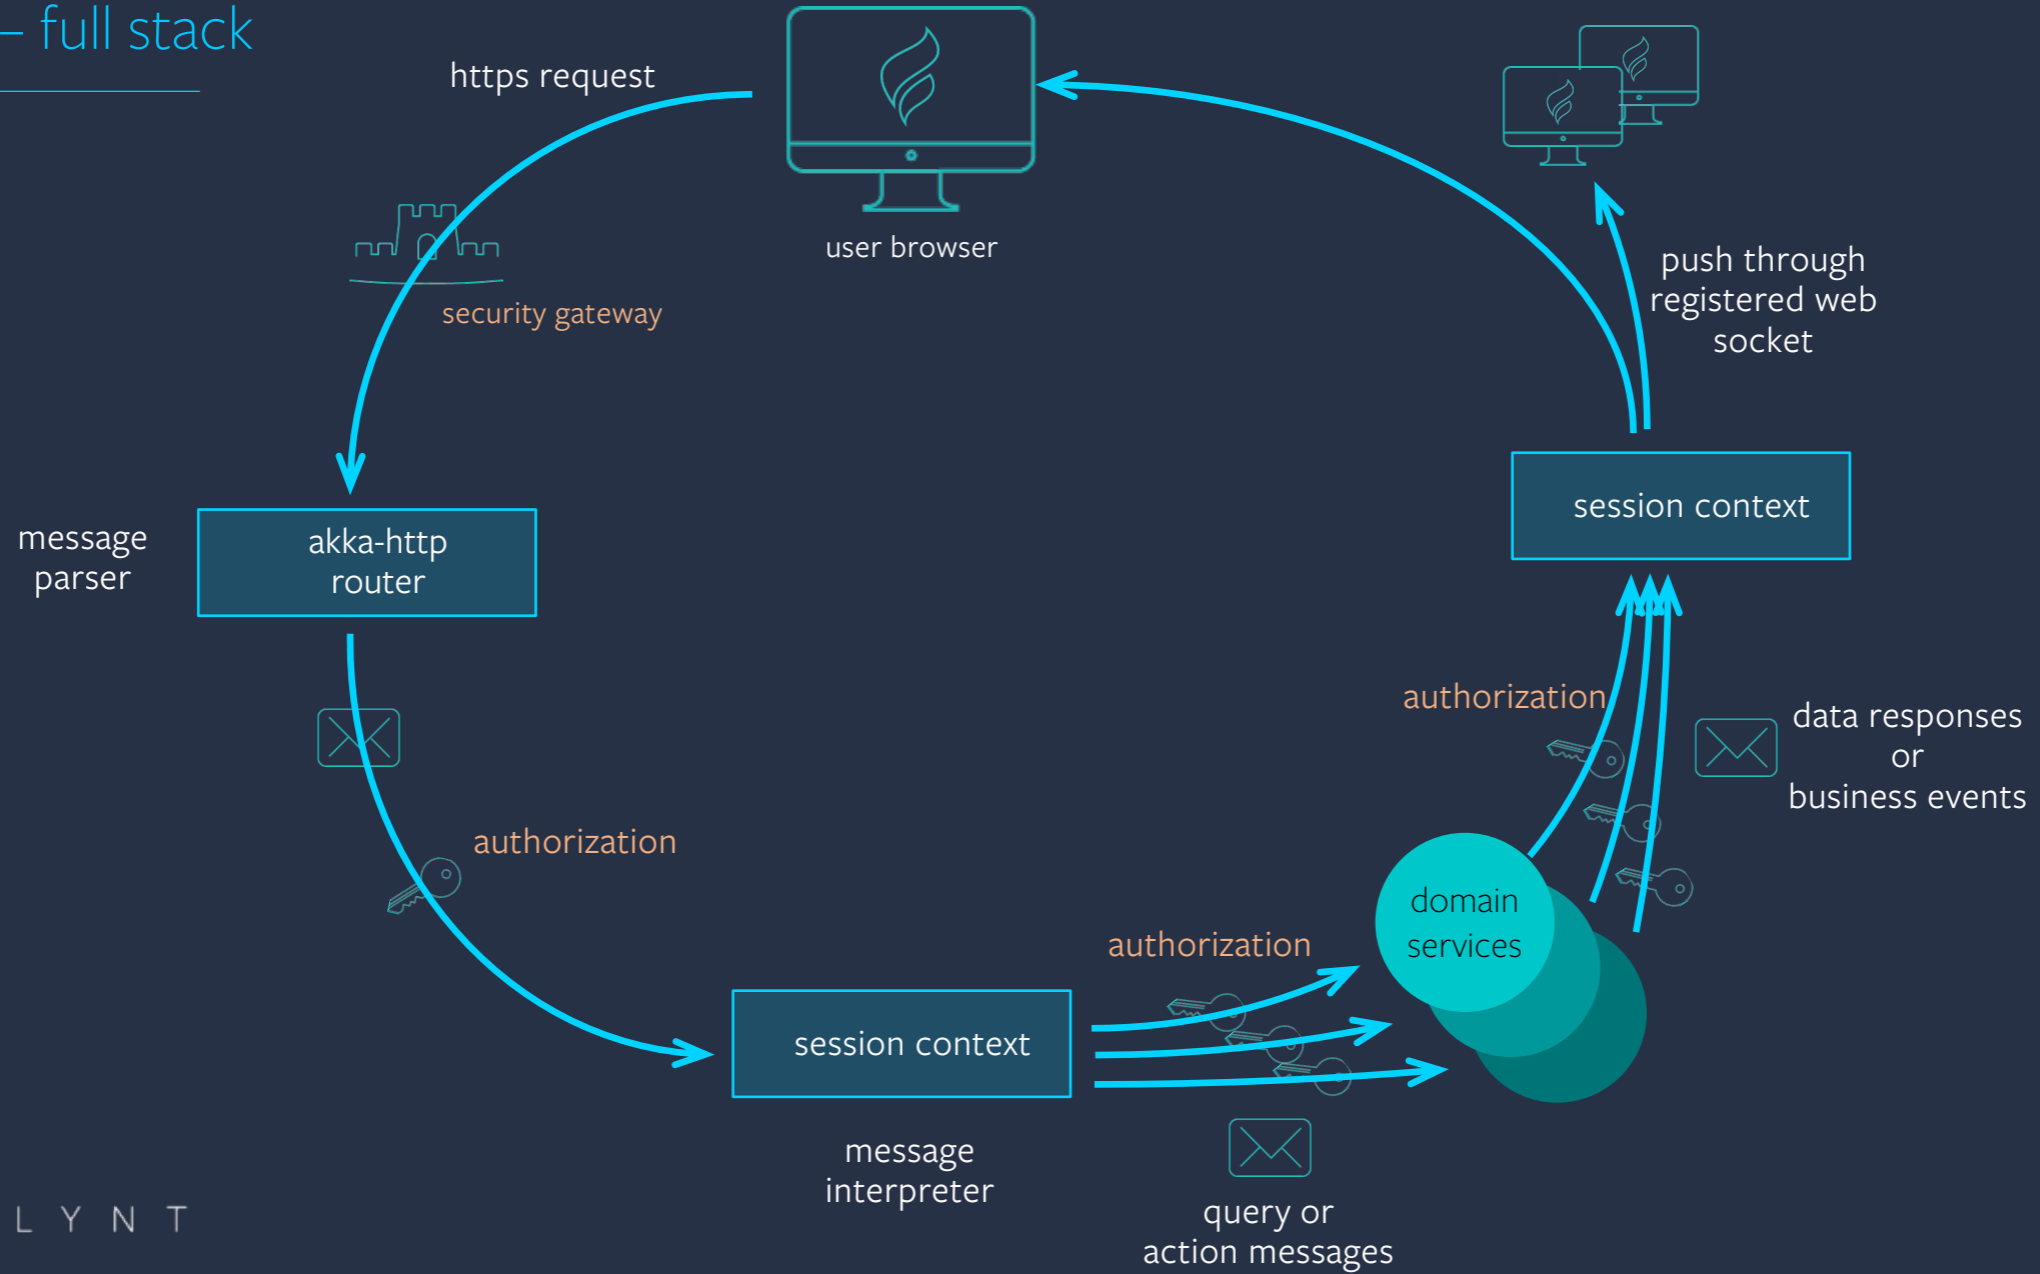 – full stack
https request
user browser
security gateway
push through
registered web
socket
session context
message
parser
akka-http
router
authorization
data responses
or
business events
authorization
domain
services
authorization
session context
message
interpreter
query or
action messages
L Y N T